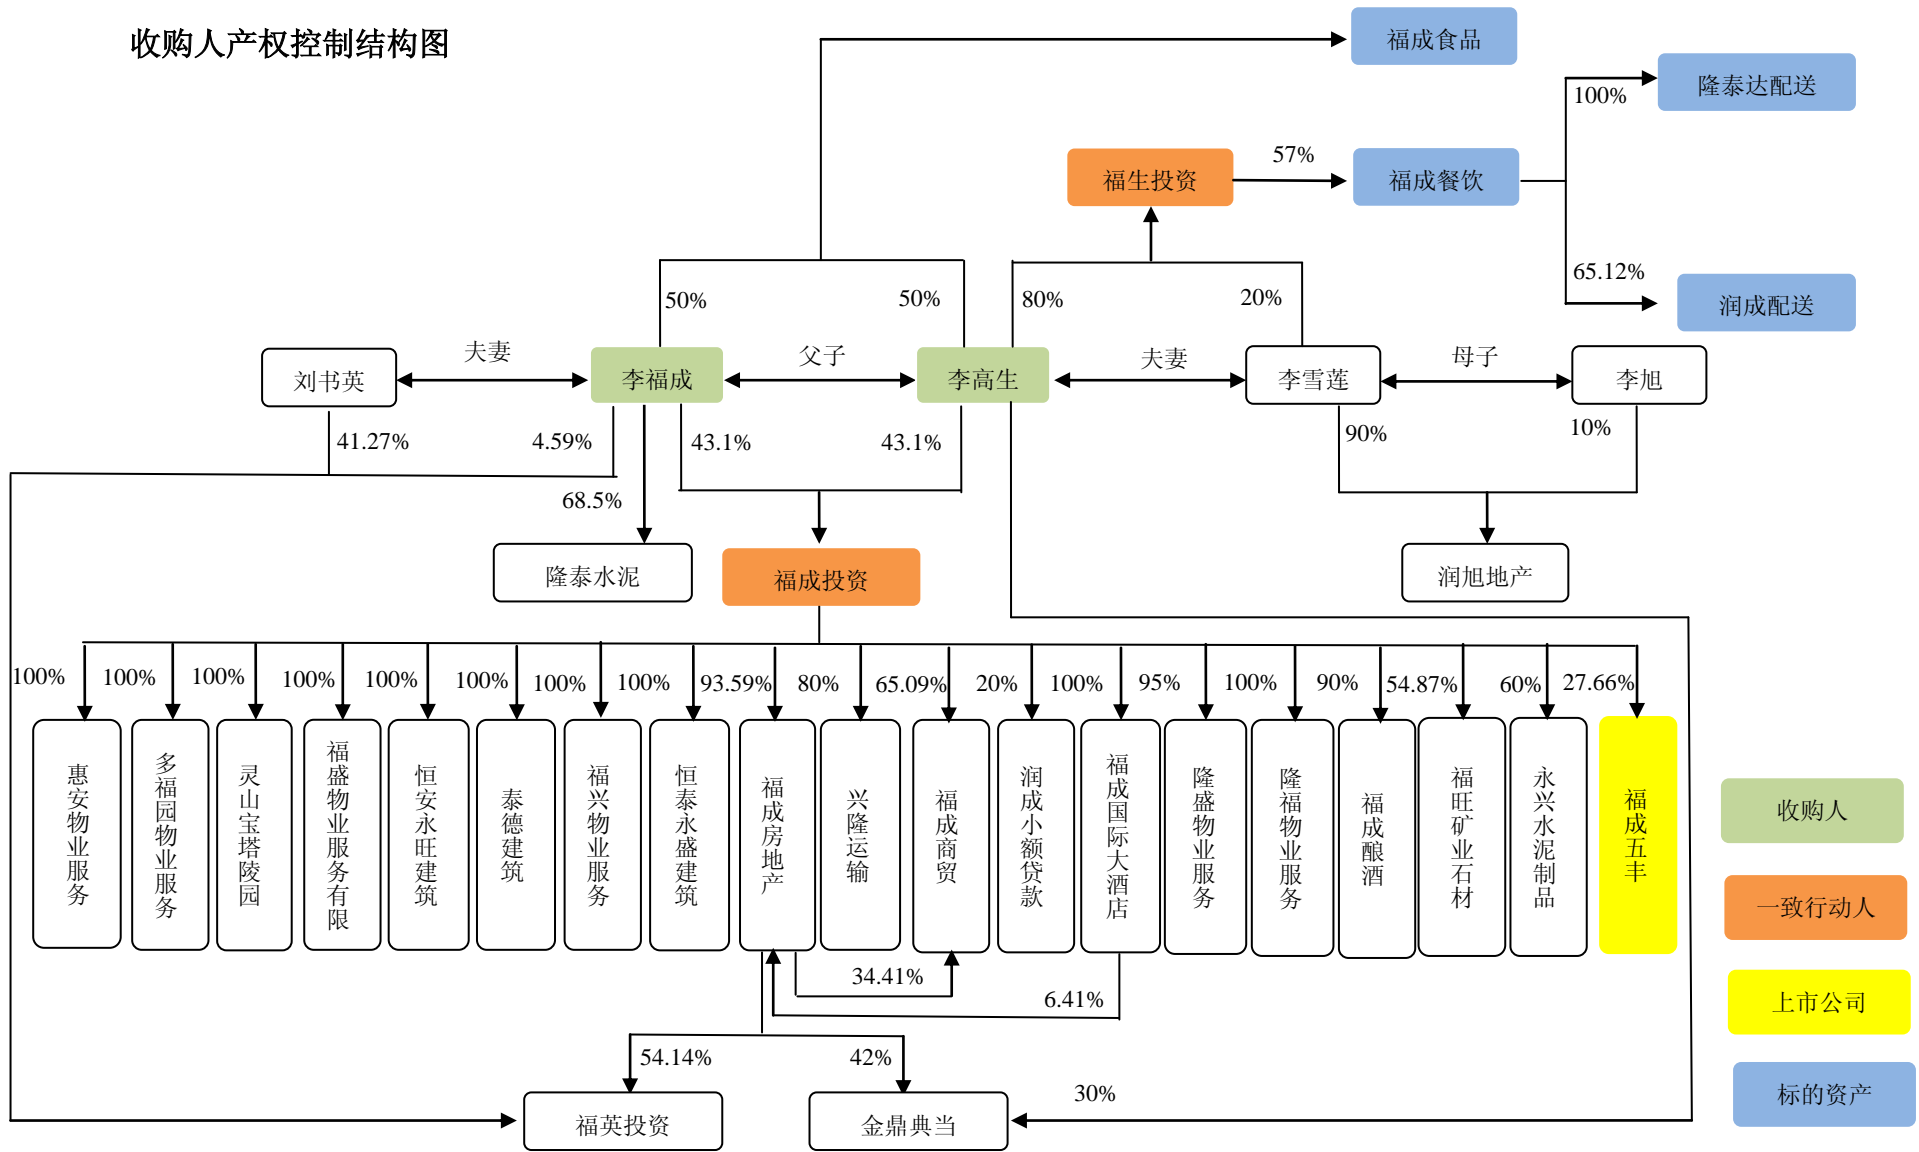 收购人产权控制结构图
福成食品
隆泰达配送
100%
57%
福生投资
福成餐饮
65.12%
润成配送
50%
50%
80%
20%
夫妻
父子
夫妻
母子
刘书英
李福成
李高生
李雪莲
李旭
41.27%
4.59%
43.1%
43.1%
90%
10%
68.5%
隆泰水泥
福成投资
润旭地产
100%
100%
100%
100%
100%
100%
100%
100%
93.59%
80%
65.09%
20%
100%
95%
100%
90%
54.87%
60%
27.66%
惠安物业服务
多福园物业服务
灵山宝塔陵园
福盛物业服务有限
恒安永旺建筑
泰德建筑
福兴物业服务
恒泰永盛建筑
福成房地产
兴隆运输
福成商贸
润成小额贷款
福成国际大酒店
隆盛物业服务
隆福物业服务
福成酿酒
福旺矿业石材
永兴水泥制品
福成五丰
收购人
一致行动人
上市公司
标的资产
34.41%
6.41%
54.14%
42%
30%
福英投资
金鼎典当